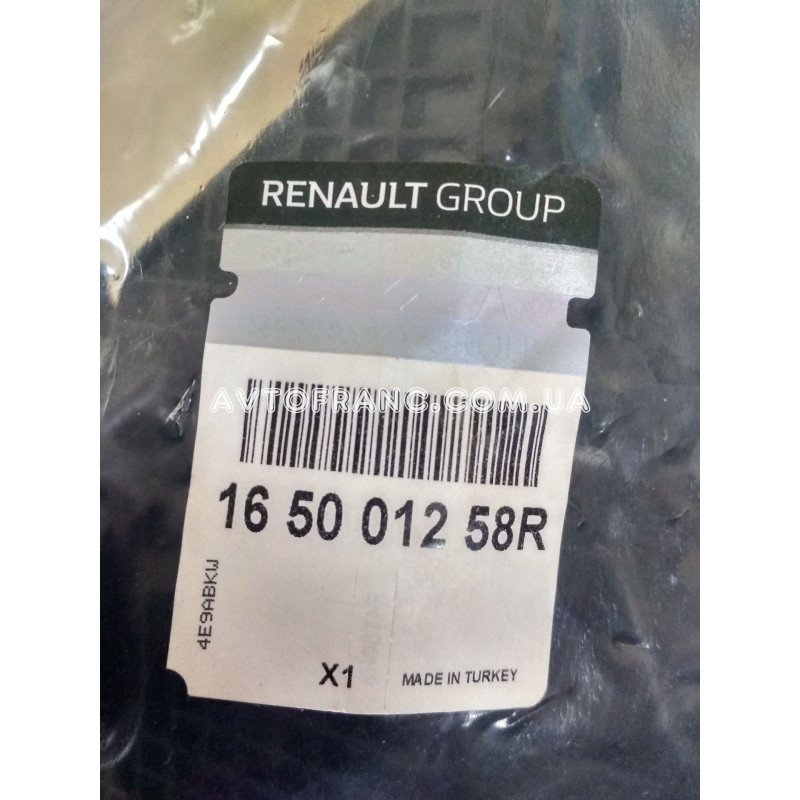 RENAULT GROUP
AVTOFRANC.COM.UA
16 50 012 58R
4E9ABKW
X1
MADE IN TURKEY